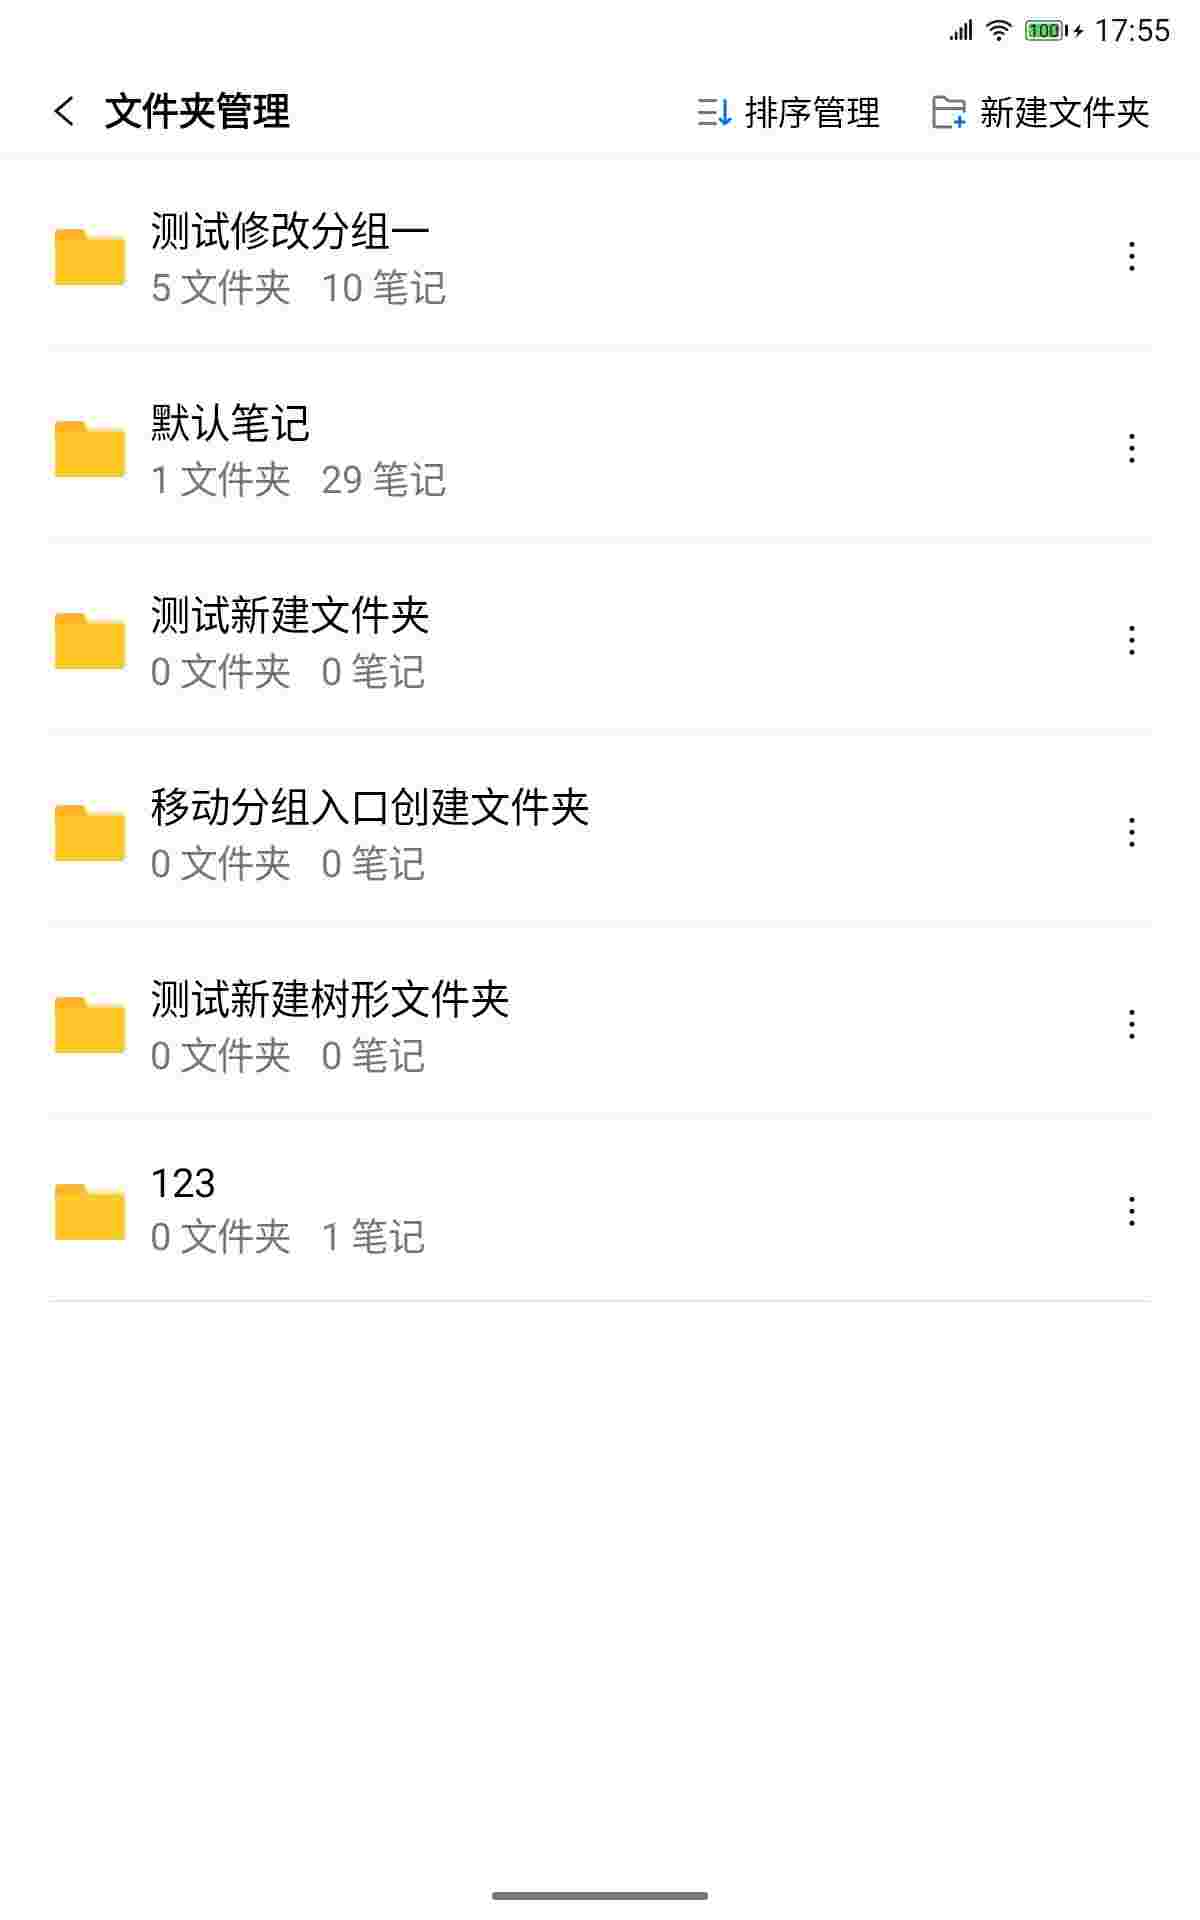 100 17:55
文件夹管理 排序管理 新建文件夹
测试修改分组一
5 文件夹 10 笔记
默认笔记
1 文件夹 29 笔记
测试新建文件夹
0 文件夹 0 笔记
移动分组入口创建文件夹
0 文件夹 0 笔记
测试新建树形文件夹
0 文件夹 0 笔记
123
0 文件夹 1 笔记